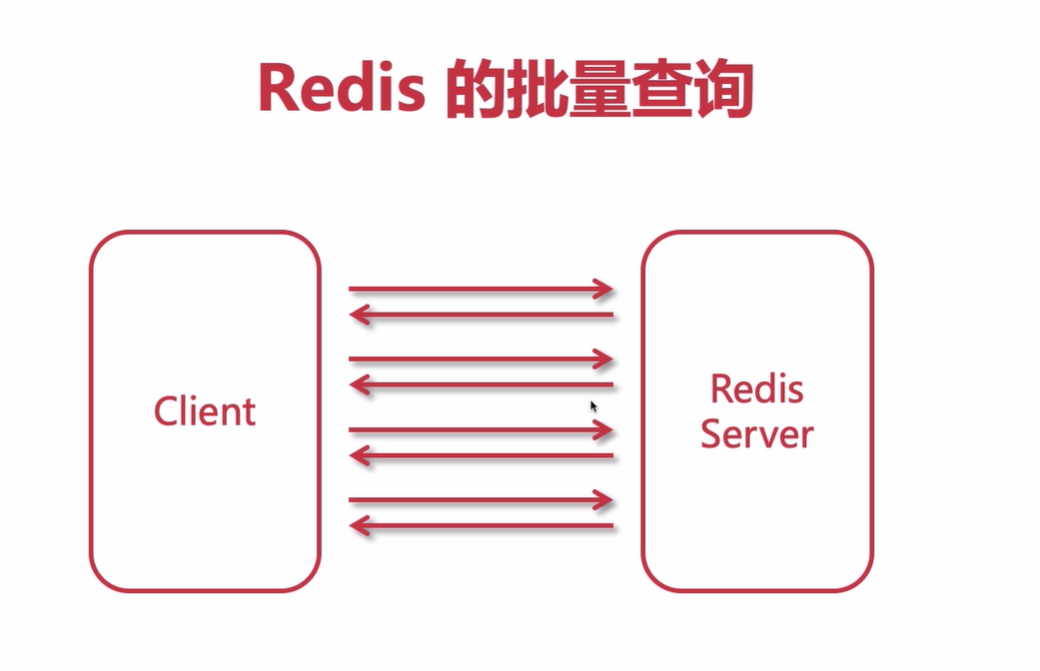 Redis 的批量查询
Client
Redis
Server